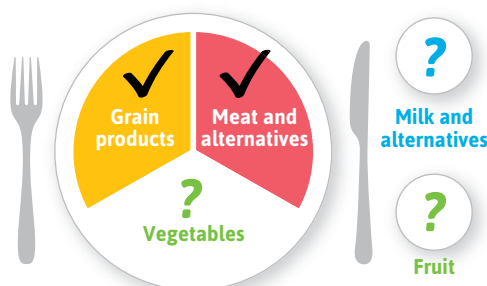 Grain
products
Meat and
alternatives
?
Vegetables
?
Milk and
alternatives
?
Fruit